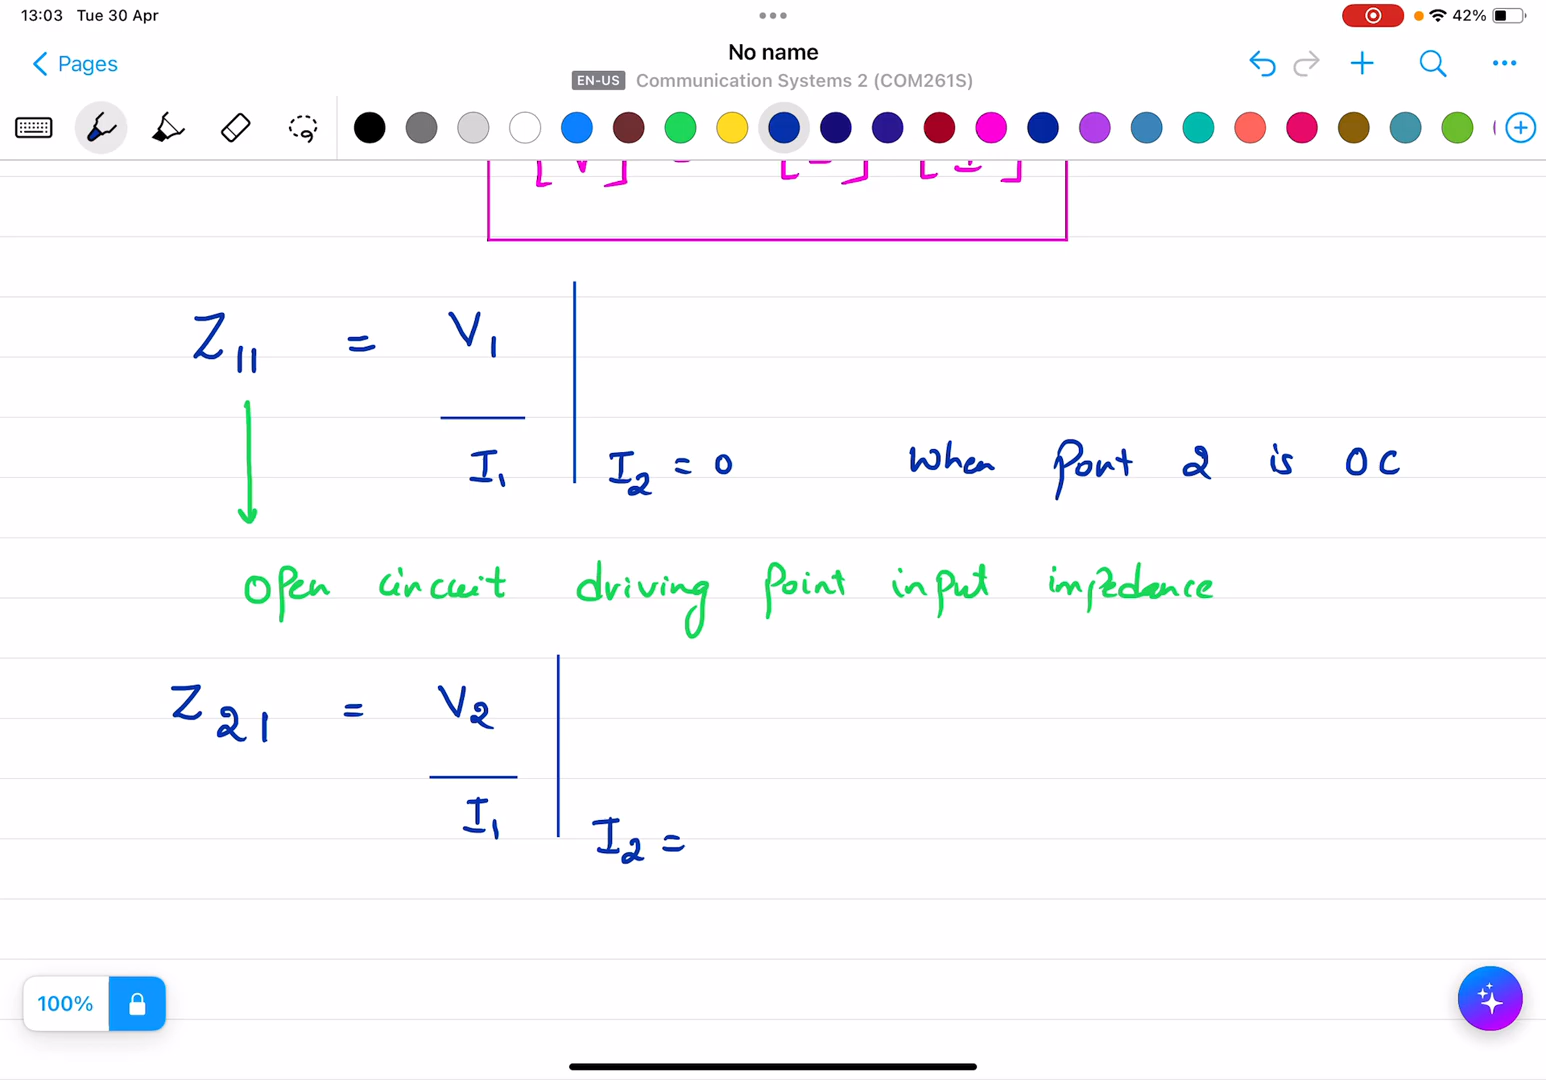 13:03 Tue 30 Apr
42%
Pages
No name
EN-US Communication Systems 2 (COM261S)
[V] = [Z] [I]
Z11 = V1
I1 I2 = 0 When Port 2 is OC
Open circuit driving point input impedance
Z21 = V2
I1 I2 =
100%